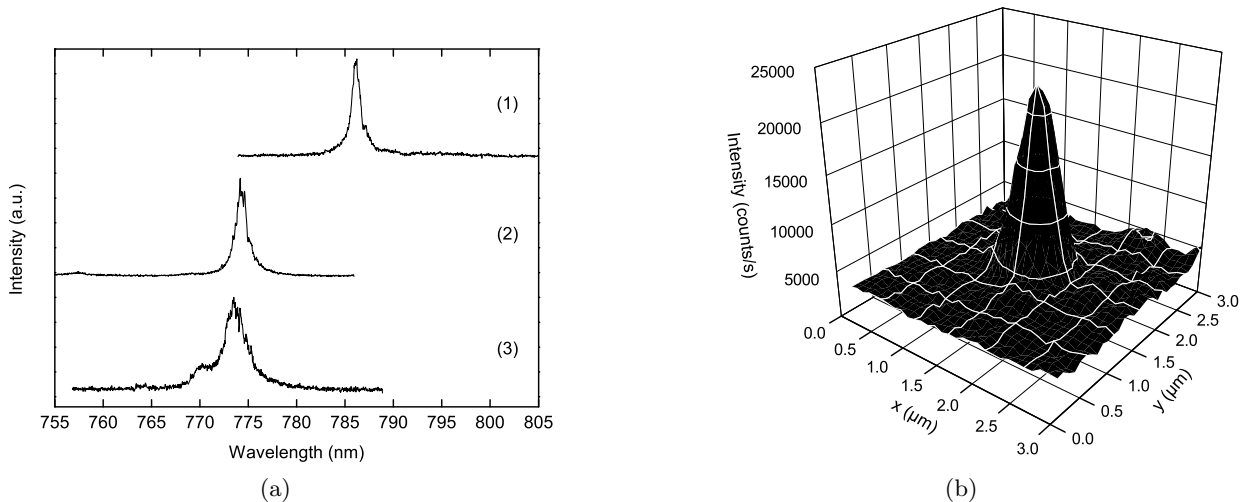 (1)
(2)
(3)
Intensity (a.u.)
755 760 765 770 775 780 785 790 795 800 805
Wavelength (nm)
(a)
25000
20000
15000
10000
5000
Intensity (counts/s)
0.0 0.5 1.0 1.5 2.0 2.5 3.0
x (µm)
0.0 0.5 1.0 1.5 2.0 2.5 3.0
y (µm)
(b)